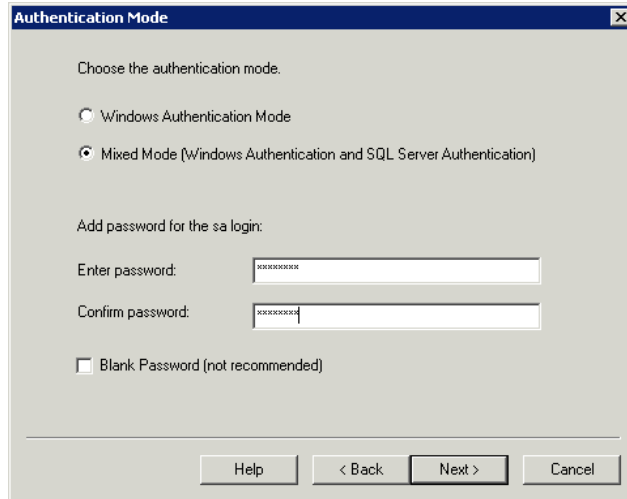 Authentication Mode
Choose the authentication mode.
Windows Authentication Mode
Mixed Mode (Windows Authentication and SQL Server Authentication)
Add password for the sa login:
Enter password: ********
Confirm password: ********
Blank Password (not recommended)
Help < Back Next > Cancel